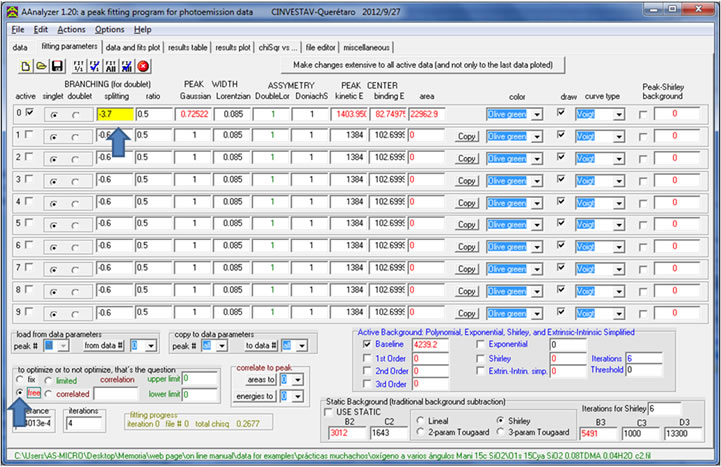 AAnalyzer 1.20: a peak fitting program for photoemission data CINVESTAV-Querétaro 2012/9/27
File Edit Actions Options Help
data fitting parameters data and fits plot results table results plot chiSqr vs ... file editor miscellaneous
FIT FIT FIT FIT
1/1 All All
Make changes extensive to all active data (and not only to the last data ploted)
BRANCHING (for doublet) PEAK WIDTH ASSYMETRY PEAK CENTER Peak-Shirley
active singlet doublet splitting ratio Gaussian Lorentzian DoubleLor DoniachS kinetic E binding E area color draw curve type background
0 -3.7 0.5 0.72522 0.085 1 1 1403.950 82.74975 22962.9 Olive green Voigt 0
1 -0.6 0.5 1 0.085 1 1 1384 102.6999 0 Copy Olive green Voigt 0
2 -0.6 0.5 1 0.085 1 1 1384 102.6999 0 Copy Olive green Voigt 0
3 -0.6 0.5 1 0.085 1 1 1384 102.6999 0 Copy Olive green Voigt 0
4 -0.6 0.5 1 0.085 1 1 1384 102.6999 0 Copy Olive green Voigt 0
5 -0.6 0.5 1 0.085 1 1 1384 102.6999 0 Copy Olive green Voigt 0
6 -0.6 0.5 1 0.085 1 1 1384 102.6999 0 Copy Olive green Voigt 0
7 -0.6 0.5 1 0.085 1 1 1384 102.6999 0 Copy Olive green Voigt 0
8 -0.6 0.5 1 0.085 1 1 1384 102.6999 0 Copy Olive green Voigt 0
9 -0.6 0.5 1 0.085 1 1 1384 102.6999 0 Copy Olive green Voigt 0
load from data parameters
peak # from data # 0
copy to data parameters
peak # all to data # all
to optimize or to not optimize, that's the question
fix limited correlation upper limit 0
free correlated lower limit 0
correlate to peak
areas to 0
energies to 0
iterations
3013e-4 4
fitting progress
iteration 0 file # 0 total chisq 0.2677
Active Background: Polynomial, Exponential, Shirley, and Extrinsic-Intrinsic Simplified
Baseline 4239.2 Exponential 0
1st Order 0 Shirley 0 Iterations 6
2nd Order 0 Extrin.-Intrin. simp. 0 Threshold 0
3rd Order 0
Static Background (traditional background subtraction)
USE STATIC Iterations for Shirley 6
B2 C2 Lineal Shirley B3 C3 D3
3012 1643 2-param Tougaard 3-param Tougaard 5491 1000 13300
C:\Users\AS-MICRO\Desktop\Memoria\web page\on line manual\data for examples\prácticas muchachos\oxígeno a varios ángulos Mani 15c SiO2\O1s 15Cya SiO2 0.08TDMA 0.04H2O c2.fil